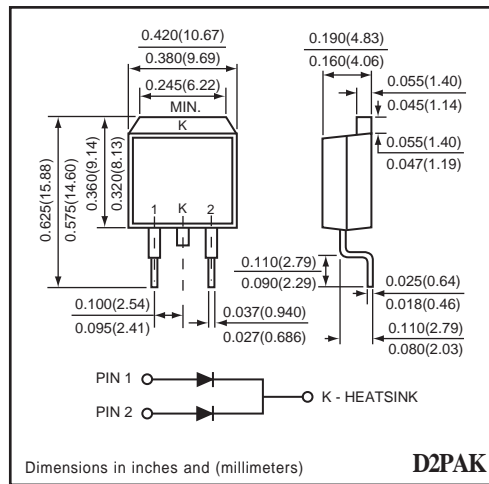 0.420(10.67)
0.380(9.69)
0.245(6.22)
MIN.
K
0.625(15.88)
0.575(14.60)
0.360(9.14)
0.320(8.13)
1 K 2
0.100(2.54)
0.095(2.41)
0.037(0.940)
0.027(0.686)
0.190(4.83)
0.160(4.06)
0.055(1.40)
0.045(1.14)
0.055(1.40)
0.047(1.19)
0.110(2.79)
0.090(2.29)
0.025(0.64)
0.018(0.46)
0.110(2.79)
0.080(2.03)
PIN 1
PIN 2
K - HEATSINK
Dimensions in inches and (millimeters)
D2PAK